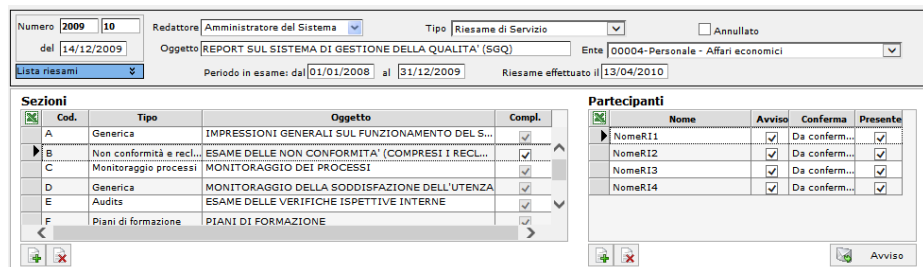 Numero 2009 10 Redattore Amministratore del Sistema Tipo Riesame di Servizio Annullato
del 14/12/2009 Oggetto REPORT SUL SISTEMA DI GESTIONE DELLA QUALITA' (SGQ) Ente 00004-Personale - Affari economici
Lista riesami Periodo in esame: dal 01/01/2008 al 31/12/2009 Riesame effettuato il 13/04/2010
Sezioni
Cod. Tipo Oggetto Compl.
A Generica IMPRESSIONI GENERALI SUL FUNZIONAMENTO DEL S...
B Non conformità e recl... ESAME DELLE NON CONFORMITA' (COMPRESI I RECL...
C Monitoraggio processi MONITORAGGIO DEI PROCESSI
D Generica MONITORAGGIO DELLA SODDISFAZIONE DELL'UTENZA
E Audits ESAME DELLE VERIFICHE ISPETTIVE INTERNE
F Piani di formazione PIANI DI FORMAZIONE
Partecipanti
Nome Avviso Conferma Presente
NomeRI1 Da conferm...
NomeRI2 Da conferm...
NomeRI3 Da conferm...
NomeRI4 Da conferm...
Avviso